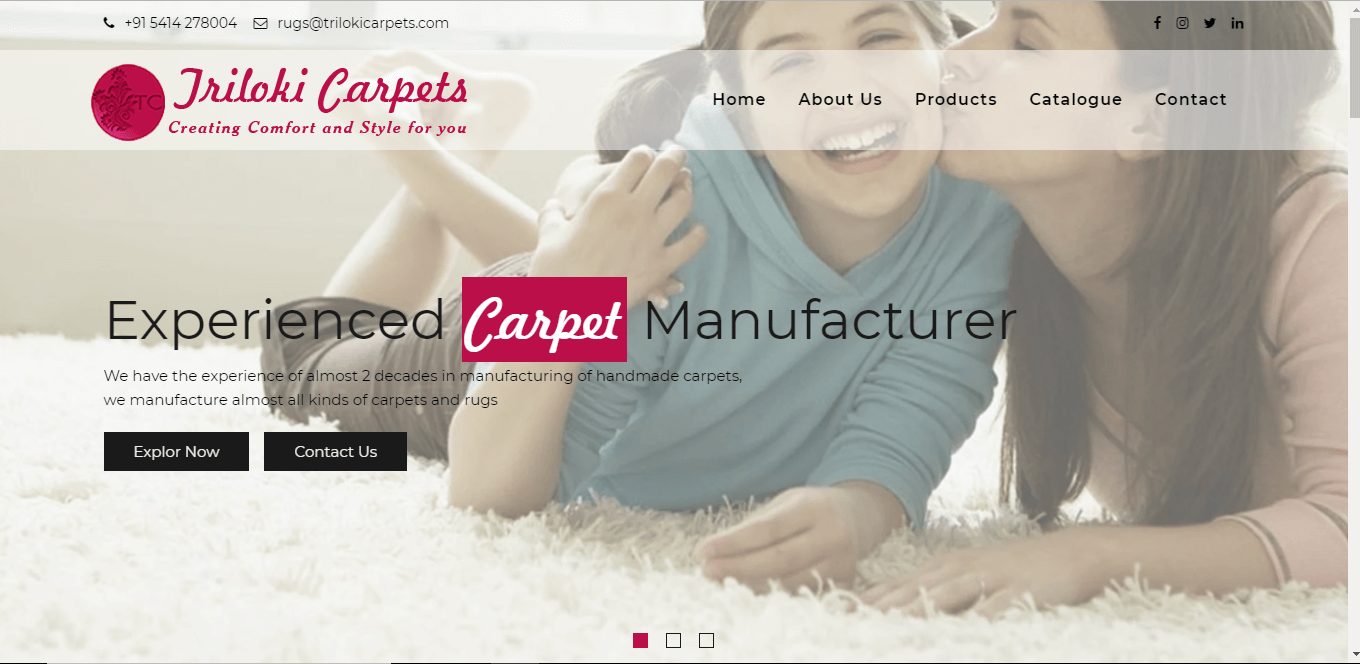 +91 5414 278004 rugs@trilokicarpets.com
TC
Triloki Carpets
Creating Comfort and Style for you
Home About Us Products Catalogue Contact
Experienced Carpet Manufacturer
We have the experience of almost 2 decades in manufacturing of handmade carpets,
we manufacture almost all kinds of carpets and rugs
Explor Now Contact Us